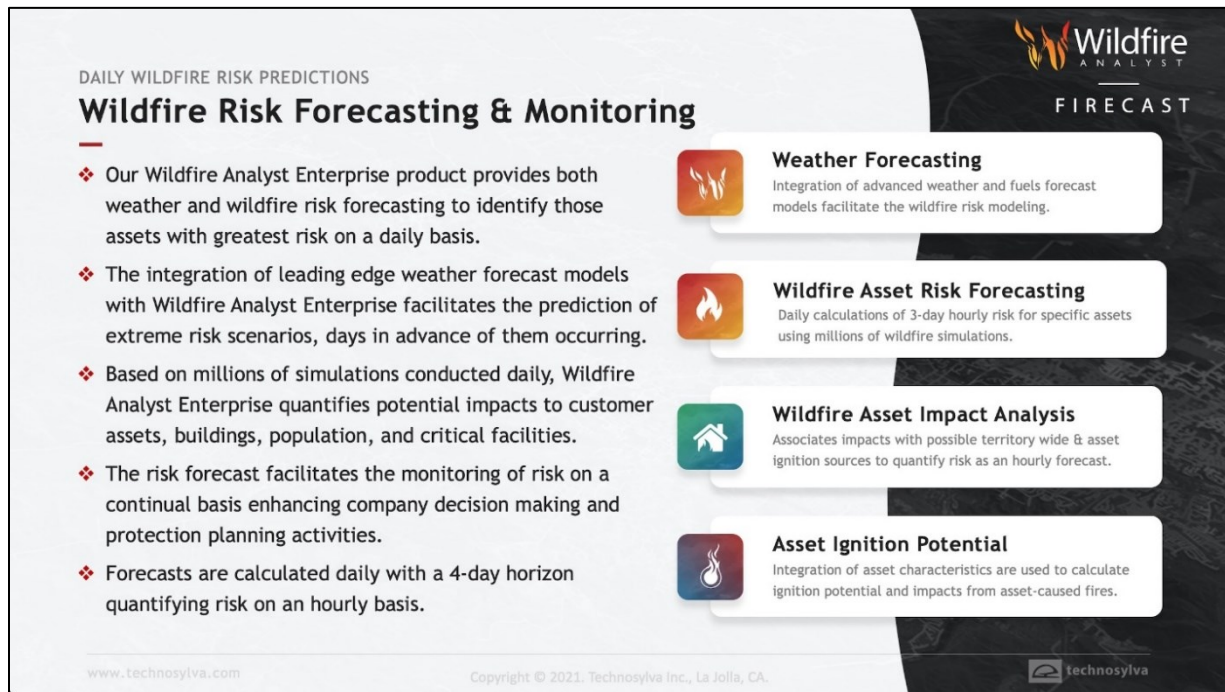 DAILY WILDFIRE RISK PREDICTIONS
Wildfire Risk Forecasting & Monitoring
Our Wildfire Analyst Enterprise product provides both
weather and wildfire risk forecasting to identify those
assets with greatest risk on a daily basis.
The integration of leading edge weather forecast models
with Wildfire Analyst Enterprise facilitates the prediction of
extreme risk scenarios, days in advance of them occurring.
Based on millions of simulations conducted daily, Wildfire
Analyst Enterprise quantifies potential impacts to customer
assets, buildings, population, and critical facilities.
The risk forecast facilitates the monitoring of risk on a
continual basis enhancing company decision making and
protection planning activities.
Forecasts are calculated daily with a 4-day horizon
quantifying risk on an hourly basis.
Wildfire
ANALYST
FIRECAST
Weather Forecasting
Integration of advanced weather and fuels forecast
models facilitate the wildfire risk modeling.
Wildfire Asset Risk Forecasting
Daily calculations of 3-day hourly risk for specific assets
using millions of wildfire simulations.
Wildfire Asset Impact Analysis
Associates impacts with possible territory wide & asset
ignition sources to quantify risk as an hourly forecast.
Asset Ignition Potential
Integration of asset characteristics are used to calculate
ignition potential and impacts from asset-caused fires.
www.technosylva.com
Copyright © 2021. Technosylva Inc., La Jolla, CA.
technosylva